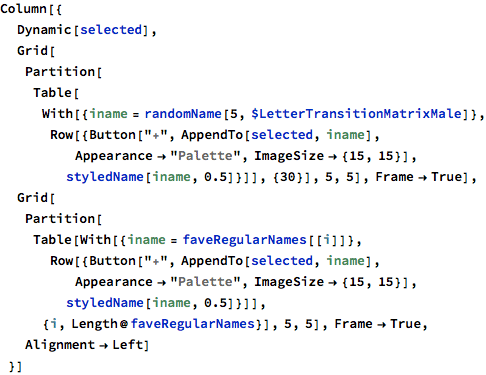 Column[{
Dynamic[selected],
Grid[
Partition[
Table[
With[{iname = randomName[5, $LetterTransitionMatrixMale]},
Row[{Button["+", AppendTo[selected, iname],
Appearance → "Palette", ImageSize → {15, 15}],
styledName[iname, 0.5]}]], {30}], 5, 5], Frame → True],
Grid[
Partition[
Table[With[{iname = faveRegularNames[[i]]},
Row[{Button["+", AppendTo[selected, iname],
Appearance → "Palette", ImageSize → {15, 15}],
styledName[iname, 0.5]}]],
{i, Length@faveRegularNames}], 5, 5], Frame → True,
Alignment → Left]
}]